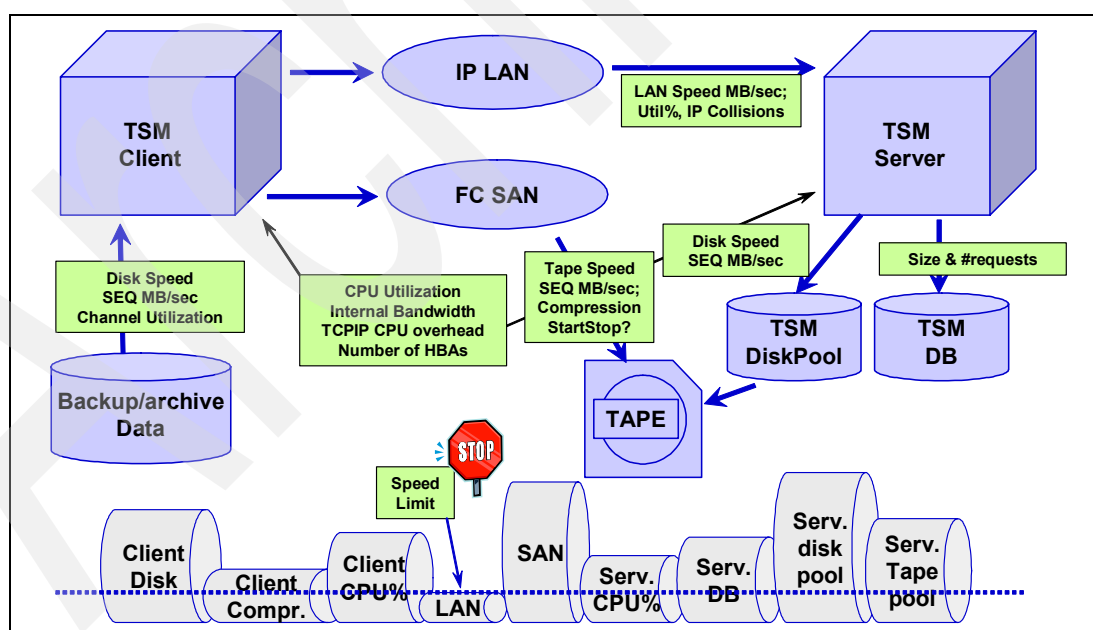 IP LAN
LAN Speed MB/sec;
Util%, IP Collisions
TSM
Client
TSM
Server
FC SAN
Disk Speed
SEQ MB/sec
Channel Utilization
CPU Utilization
Internal Bandwidth
TCPIP CPU overhead
Number of HBAs
Tape Speed
SEQ MB/sec;
Compression
StartStop?
Disk Speed
SEQ MB/sec
Size & #requests
TSM
DiskPool
TSM
DB
Backup/archive
Data
TAPE
STOP
Speed
Limit
Client
Disk
Client
Compr.
Client
CPU%
LAN
SAN
Serv.
CPU%
Serv.
DB
Serv.
disk
pool
Serv.
Tape
pool